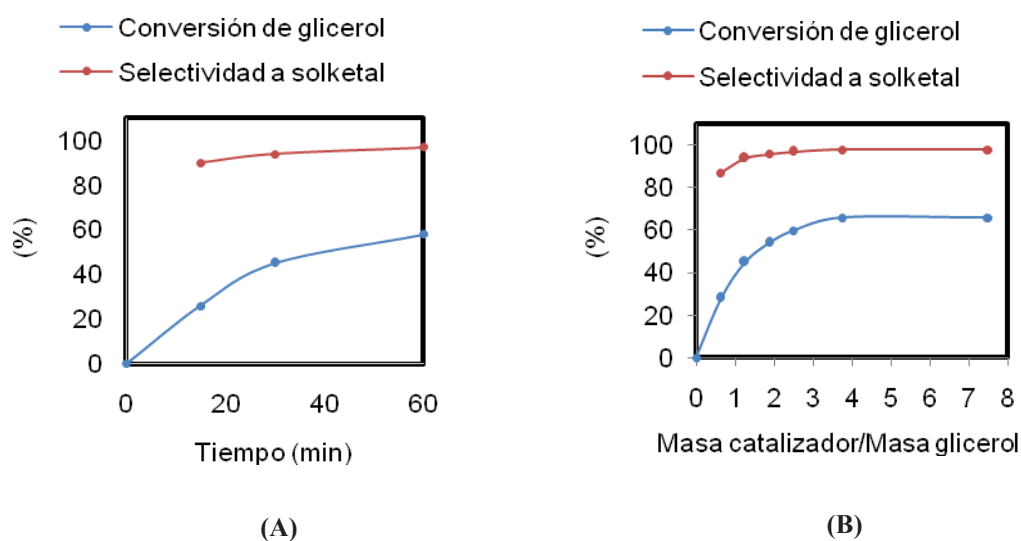 Conversión de glicerol
Selectividad a solketal
100
80
60
40
20
0
(%)
0 20 40 60
Tiempo (min)
(A)
Conversión de glicerol
Selectividad a solketal
100
80
60
40
20
0
(%)
0 1 2 3 4 5 6 7 8
Masa catalizador/Masa glicerol
(B)